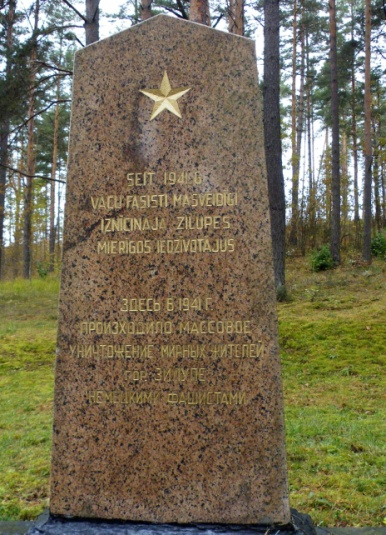 ŠEIT 1941.G.
VĀCU FAŠISTI MASVEIDĪGI
IZNĪCINĀJA ZILUPES
MIERĪGOS IEDZĪVOTĀJUS
ЗДЕСЬ В 1941 Г.
ПРОИЗХОДИЛО МАССОВОЕ
УНИЧТОЖЕНИЕ МИРНЫХ ЖИТЕЛЕЙ
ГОР. ЗИЛУПЕ
НЕМЕЦКИМИ ФАШИСТАМИ